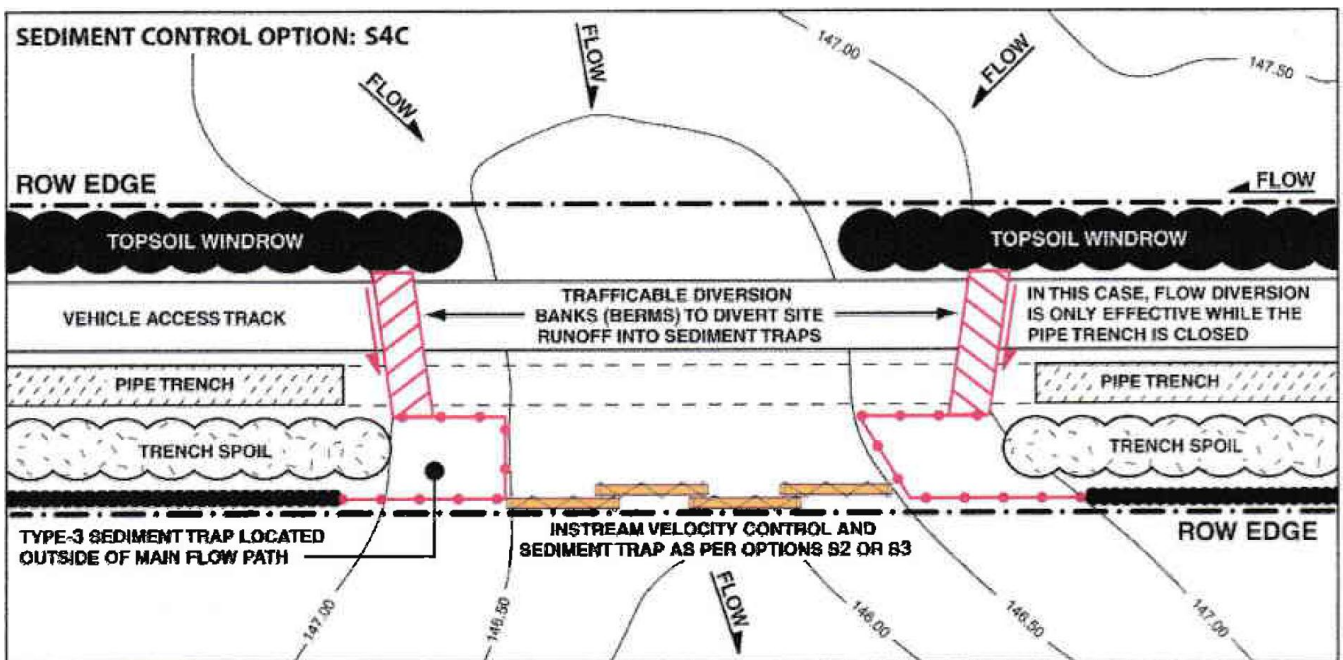 SEDIMENT CONTROL OPTION: S4C
FLOW
FLOW
FLOW
147.00
147.50
ROW EDGE
FLOW
TOPSOIL WINDROW
TOPSOIL WINDROW
VEHICLE ACCESS TRACK
TRAFFICABLE DIVERSION
BANKS (BERMS) TO DIVERT SITE
RUNOFF INTO SEDIMENT TRAPS
IN THIS CASE, FLOW DIVERSION
IS ONLY EFFECTIVE WHILE THE
PIPE TRENCH IS CLOSED
PIPE TRENCH
PIPE TRENCH
TRENCH SPOIL
TRENCH SPOIL
TYPE-3 SEDIMENT TRAP LOCATED
OUTSIDE OF MAIN FLOW PATH
INSTREAM VELOCITY CONTROL AND
SEDIMENT TRAP AS PER OPTIONS S2 OR S3
ROW EDGE
147.00
146.50
FLOW
146.00
146.50
147.00